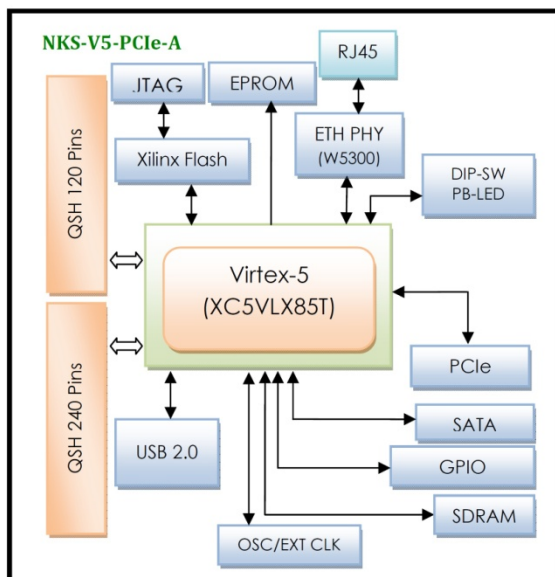 NKS-V5-PCIe-A
RJ45
JTAG
EPROM
ETH PHY
(W5300)
Xilinx Flash
DIP-SW
PB-LED
QSH 120 Pins
Virtex-5
(XC5VLX85T)
PCIe
QSH 240 Pins
USB 2.0
SATA
GPIO
SDRAM
OSC/EXT CLK